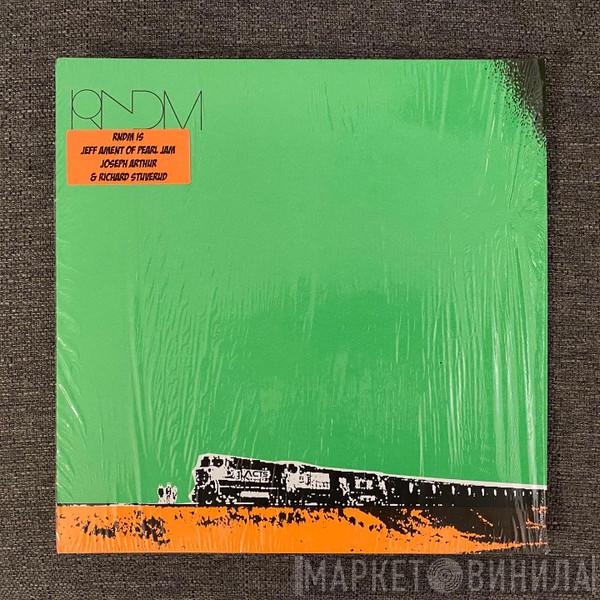 RNDM
RNDM IS
JEFF AMENT OF PEARL JAM
JOSEPH ARTHUR
& RICHARD STUVERUD
МАРКЕТ ВИНИЛА